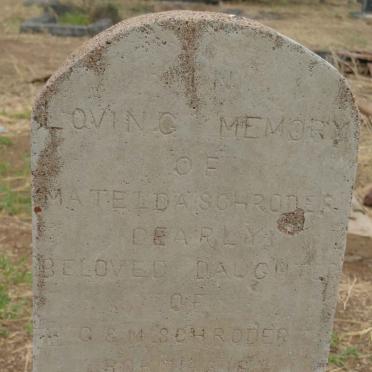 IN
LOVING MEMORY
OF
MATELDA SCHRODER
DEARLY
BELOVED DAUGHTER
OF
G & M. SCHRODER